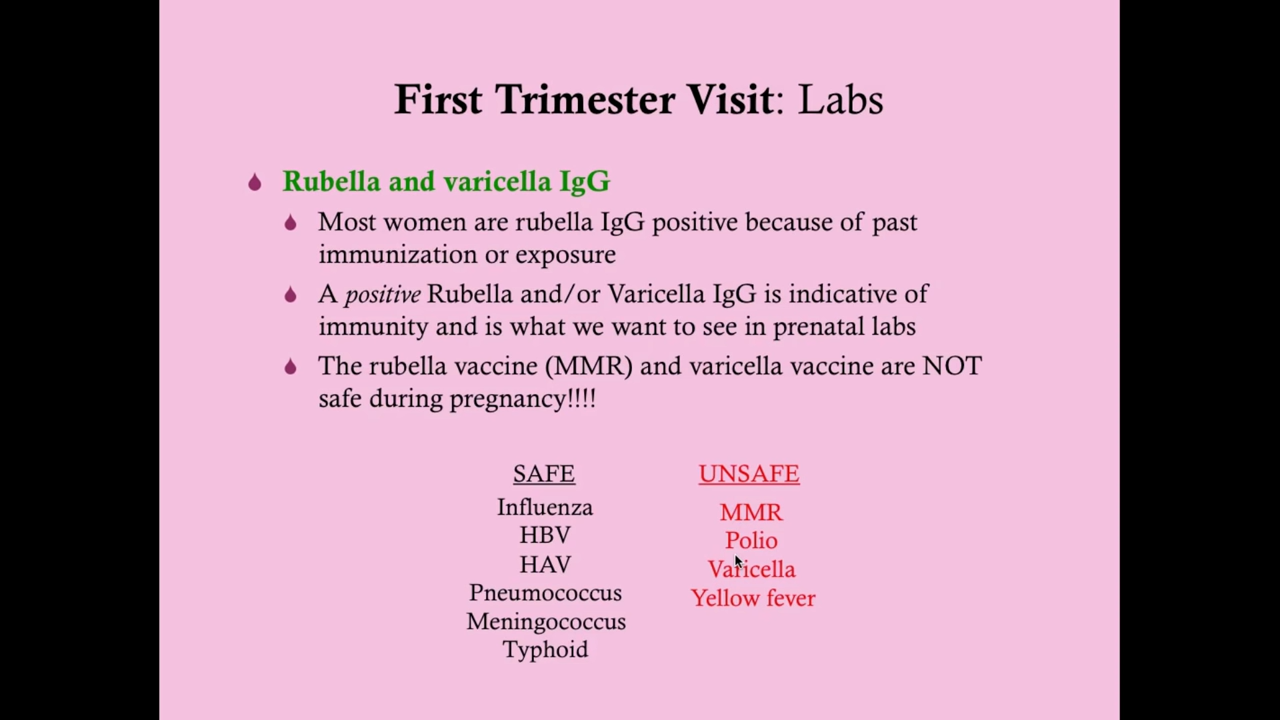 First Trimester Visit: Labs
Rubella and varicella IgG
Most women are rubella IgG positive because of past
immunization or exposure
A positive Rubella and/or Varicella IgG is indicative of
immunity and is what we want to see in prenatal labs
The rubella vaccine (MMR) and varicella vaccine are NOT
safe during pregnancy!!!!
SAFE
Influenza
HBV
HAV
Pneumococcus
Meningococcus
Typhoid
UNSAFE
MMR
Polio
Varicella
Yellow fever